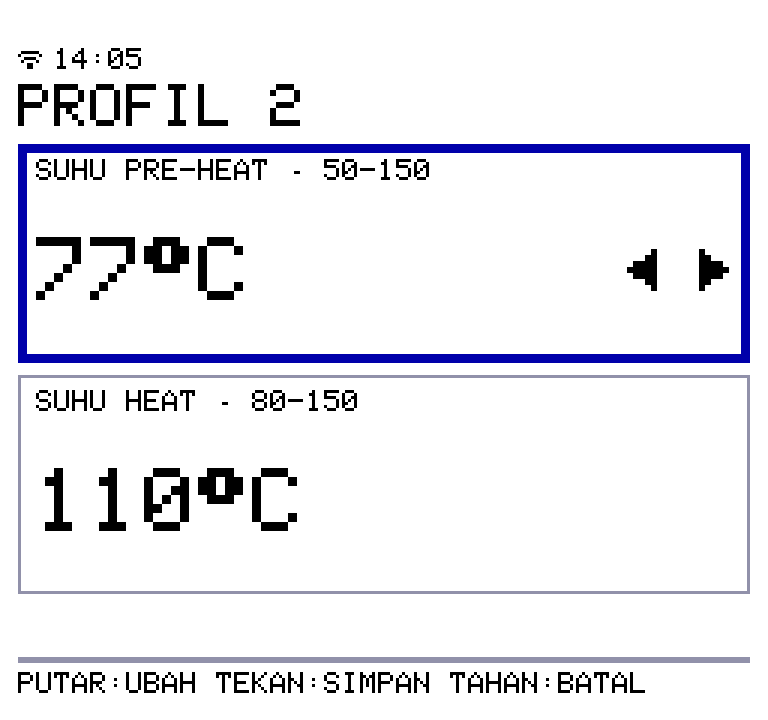 14:05
PROFIL 2
SUHU PRE-HEAT - 50-150
77°C
SUHU HEAT - 80-150
110°C
PUTAR:UBAH TEKAN:SIMPAN TAHAN:BATAL